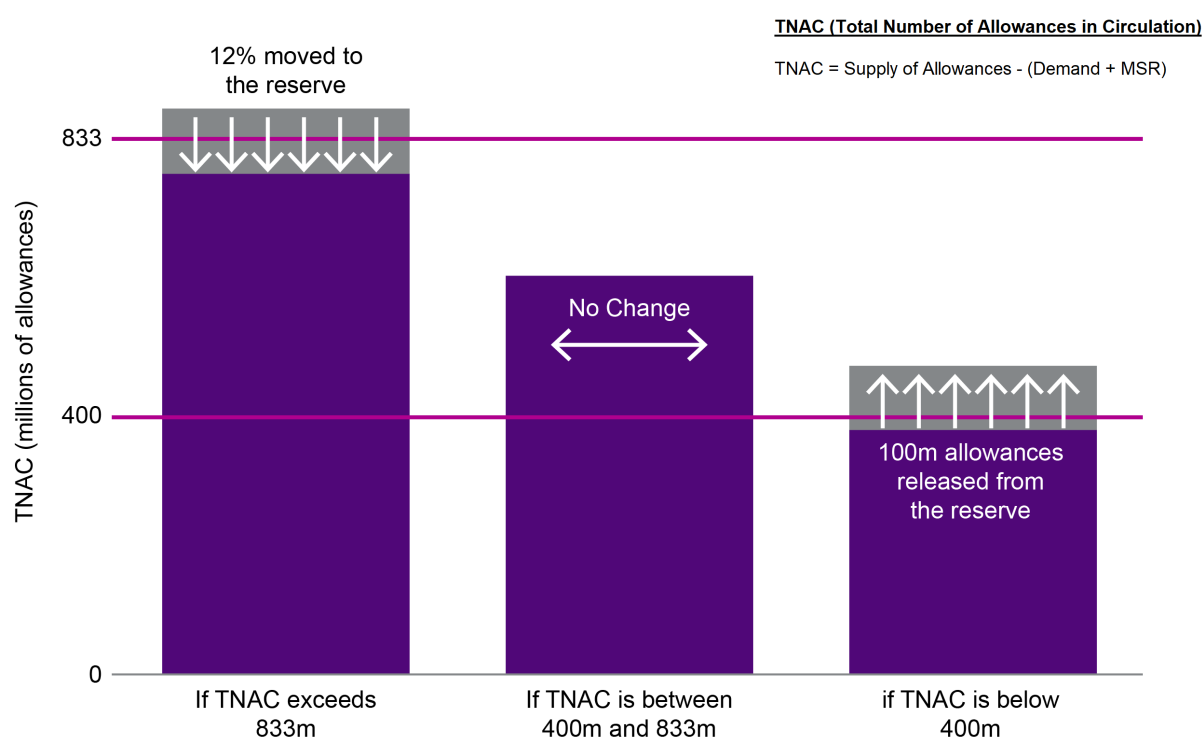 TNAC (Total Number of Allowances in Circulation)
TNAC = Supply of Allowances - (Demand + MSR)
12% moved to
the reserve
833
400
0
TNAC (millions of allowances)
No Change
100m allowances
released from
the reserve
If TNAC exceeds
833m
If TNAC is between
400m and 833m
if TNAC is below
400m